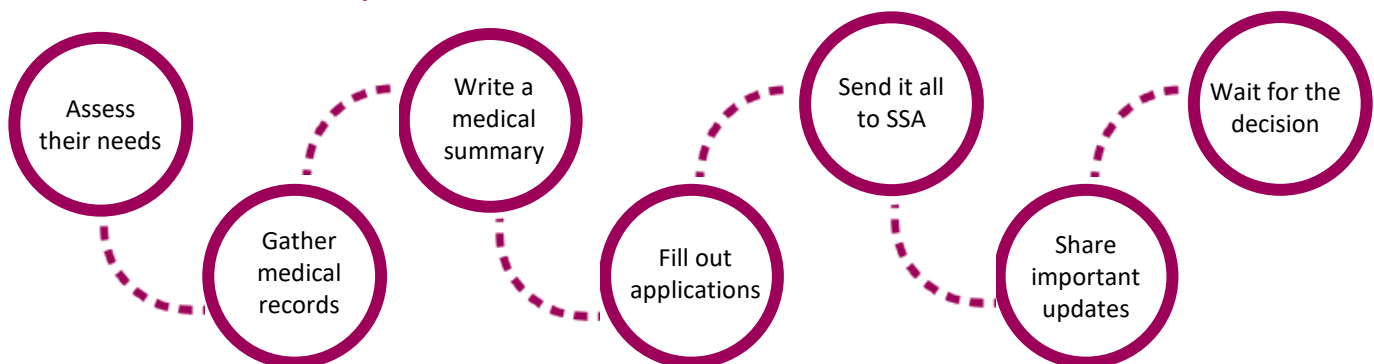 Assess
their needs
Gather
medical
records
Write a
medical
summary
Fill out
applications
Send it all
to SSA
Share
important
updates
Wait for the
decision